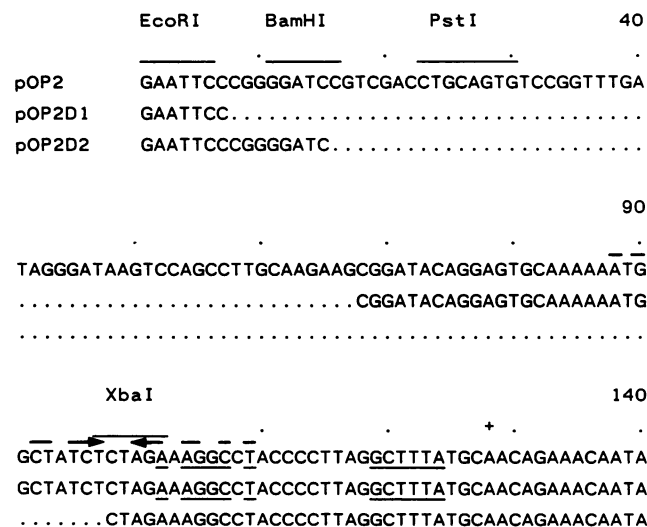 EcoRI BamHI PstI 40
pOP2 GAATTCCCGGGGATCCGTCGACCTGCAGTGTCCGGTTTGA
pOP2D1 GAATTCC.................................
pOP2D2 GAATTCCCGGGGATC.........................
90
TAGGGATAAGTCCAGCCTTGCAAGAAGCGGATACAGGAGTGCAAAAAATG
...........................CGGATACAGGAGTGCAAAAAATG
..................................................
XbaI 140
+
GCTATCTCTAGAAAGGCCTACCCCTTAGGCTTTATGCAACAGAAACAATA
GCTATCTCTAGAAAGGCCTACCCCTTAGGCTTTATGCAACAGAAACAATA
.......CTAGAAAGGCCTACCCCTTAGGCTTTATGCAACAGAAACAATA